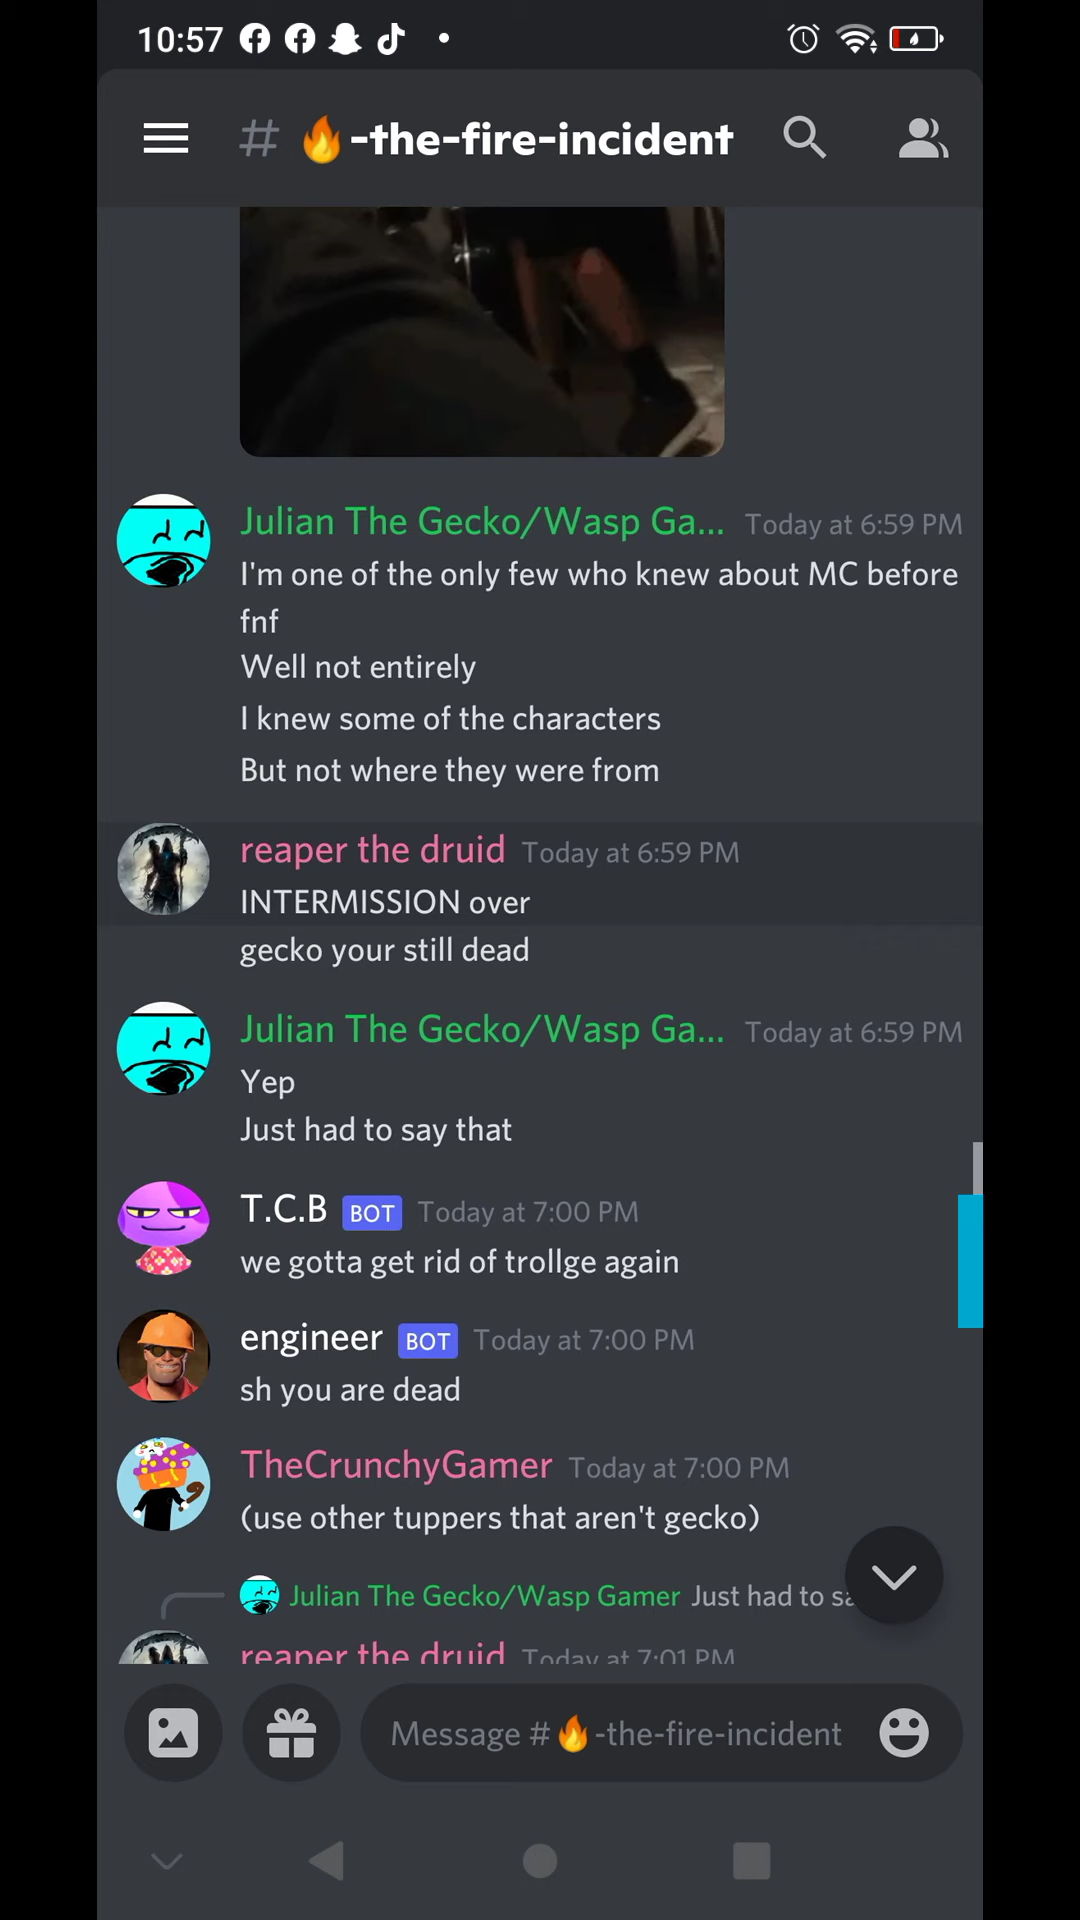 10:57
# 🔥-the-fire-incident
Julian The Gecko/Wasp Ga... Today at 6:59 PM
I'm one of the only few who knew about MC before
fnf
Well not entirely
I knew some of the characters
But not where they were from
reaper the druid Today at 6:59 PM
INTERMISSION over
gecko your still dead
Julian The Gecko/Wasp Ga... Today at 6:59 PM
Yep
Just had to say that
T.C.B BOT Today at 7:00 PM
we gotta get rid of trollge again
engineer BOT Today at 7:00 PM
sh you are dead
TheCrunchyGamer Today at 7:00 PM
(use other tuppers that aren't gecko)
Julian The Gecko/Wasp Gamer Just had to sa
reaper the druid Today at 7:01 PM
Message #🔥-the-fire-incident